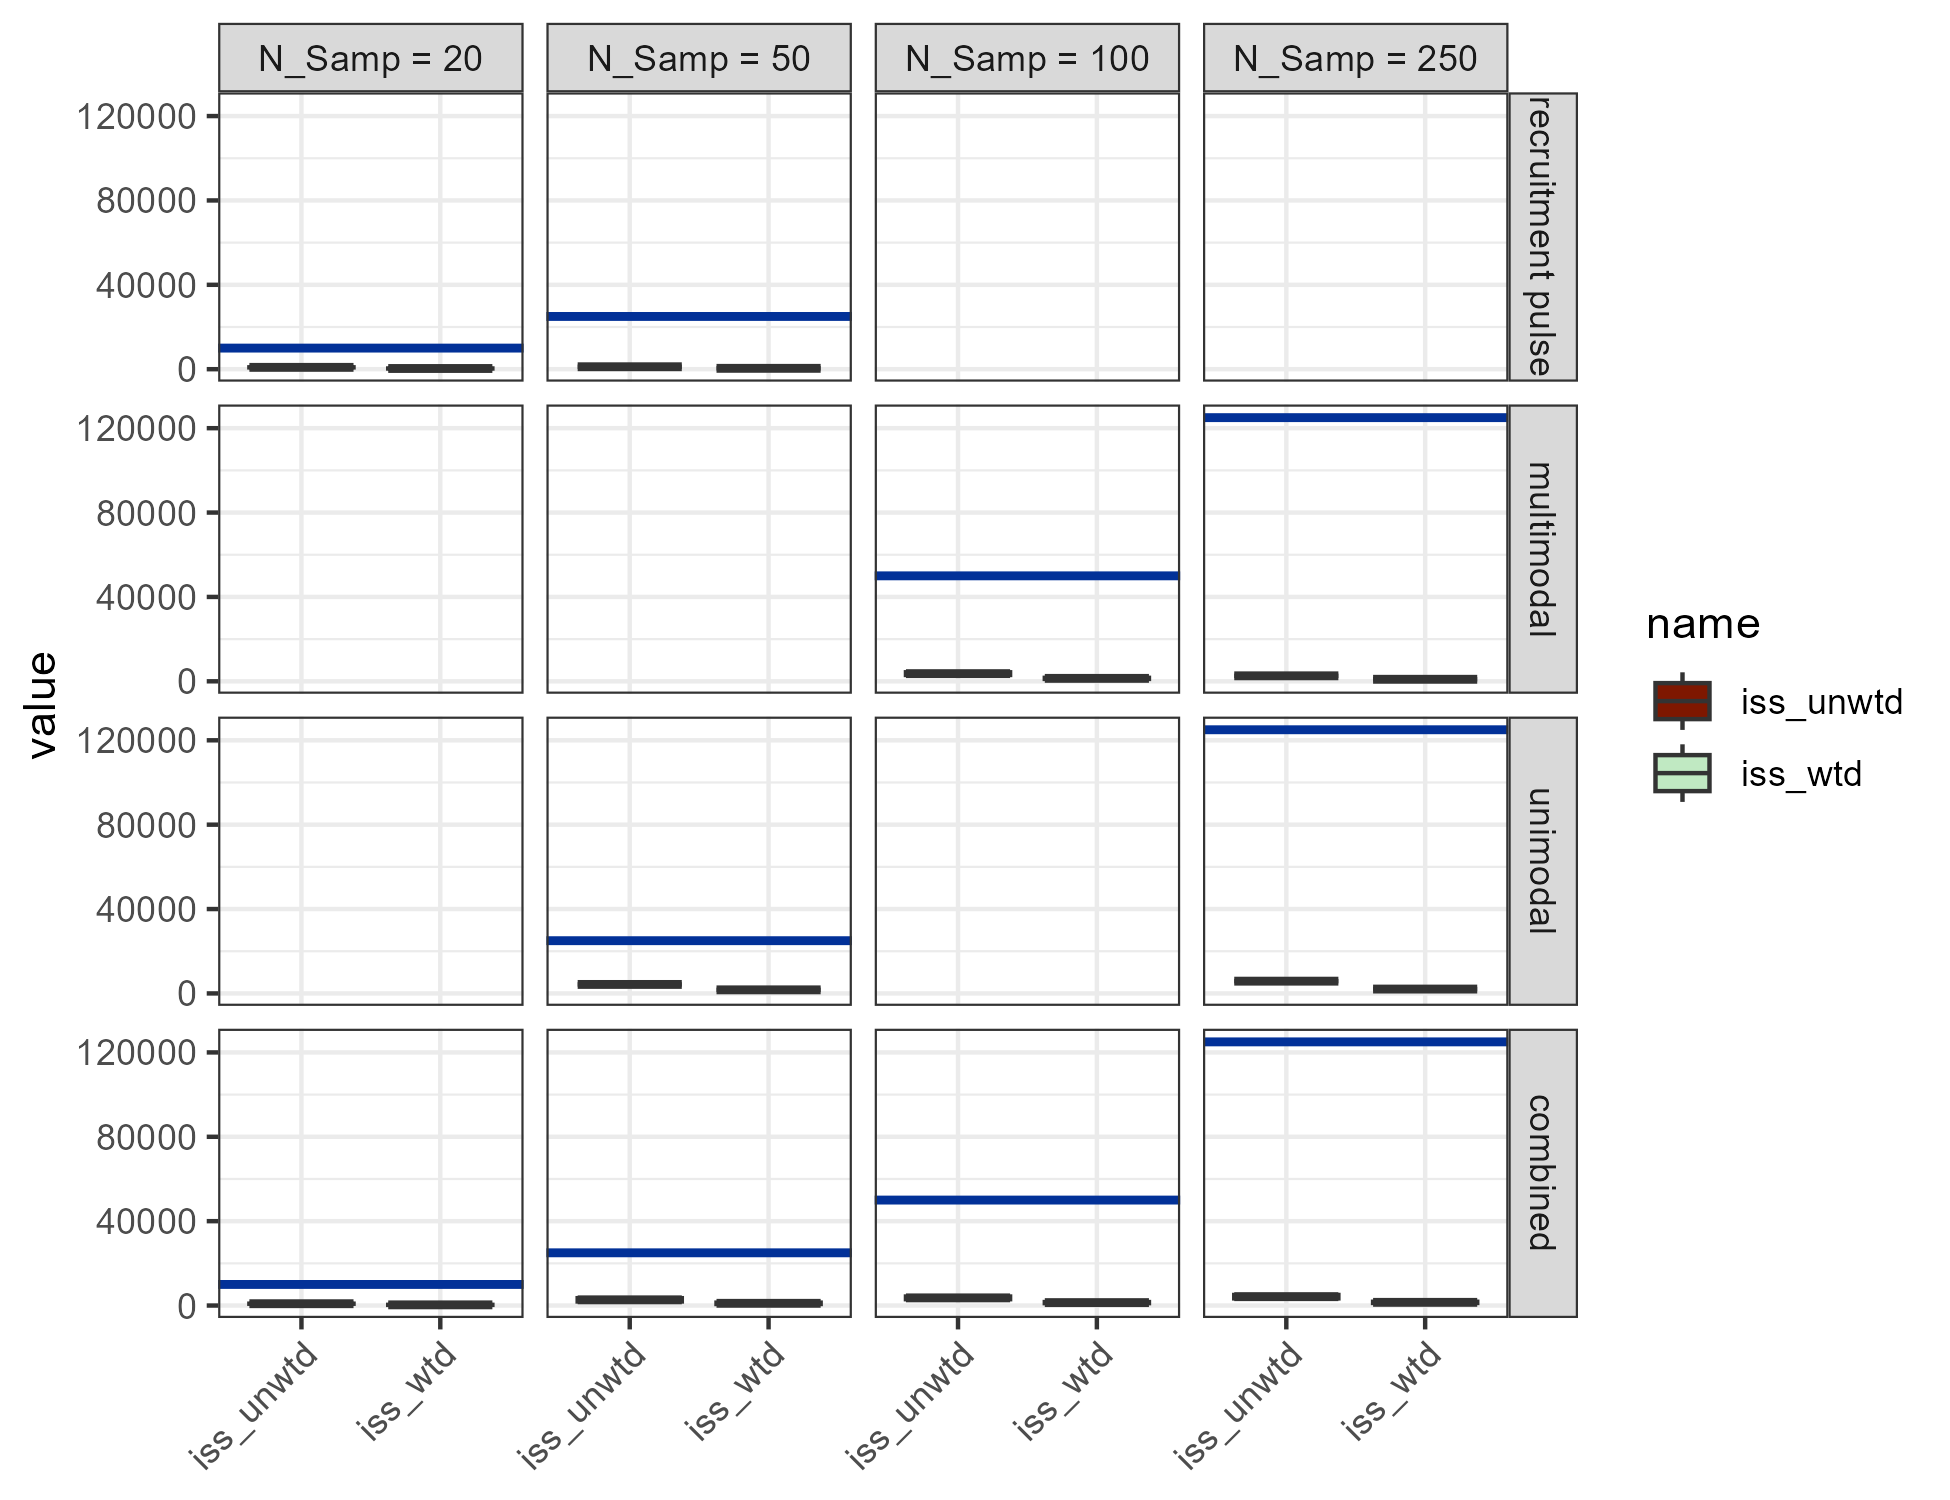 N_Samp = 20
N_Samp = 50
N_Samp = 100
N_Samp = 250
120000
80000
40000
0
recruitment pulse
120000
80000
40000
0
multimodal
120000
80000
40000
0
unimodal
120000
80000
40000
0
combined
value
iss_unwtd
iss_wtd
iss_unwtd
iss_wtd
iss_unwtd
iss_wtd
iss_unwtd
iss_wtd
name
iss_unwtd
iss_wtd